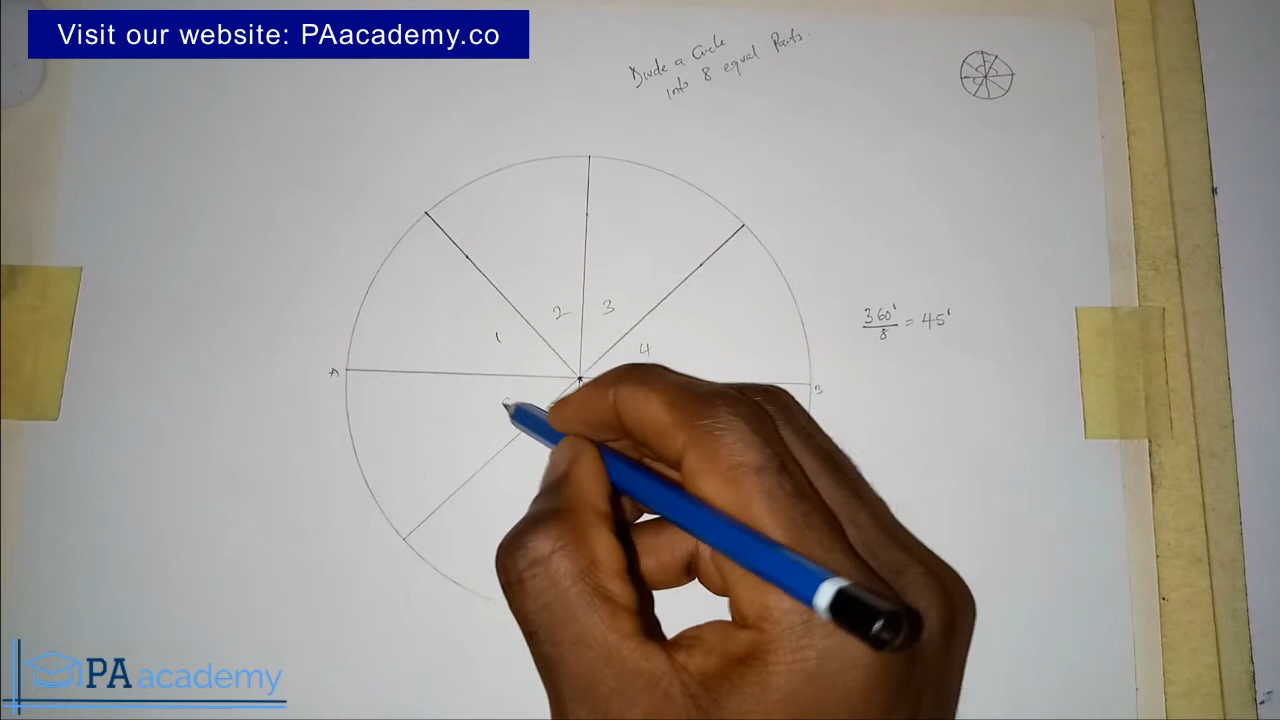 Visit our website: PAacademy.co
Divide a Circle
into 8 equal Parts.
360°
8
= 45°
2
3
1
4
A
B
PA academy